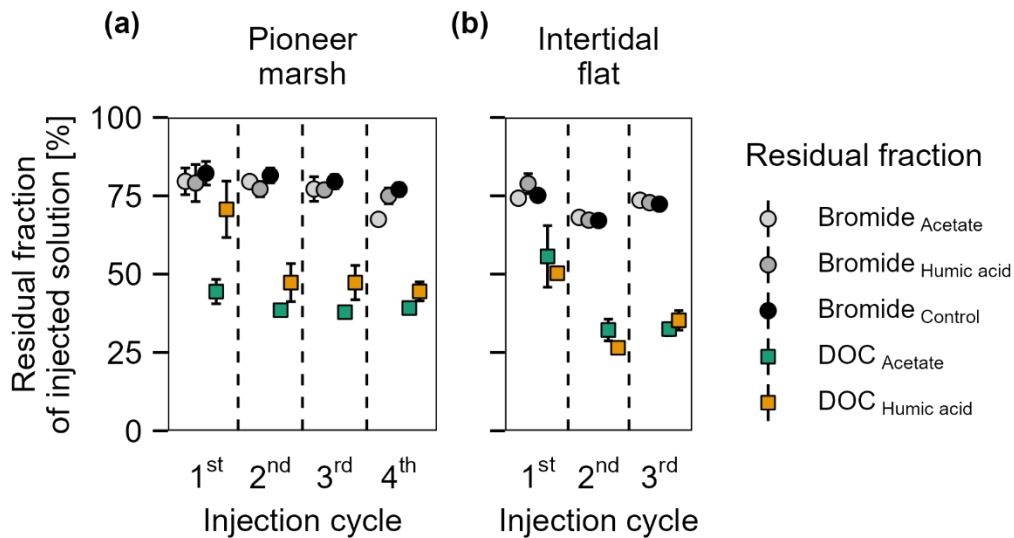 (a)
Pioneer
marsh
(b)
Intertidal
flat
Residual fraction
of injected solution [%]
100
75
50
25
0
1st 2nd 3rd 4th
Injection cycle
1st 2nd 3rd
Injection cycle
Residual fraction
Bromide Acetate
Bromide Humic acid
Bromide Control
DOC Acetate
DOC Humic acid